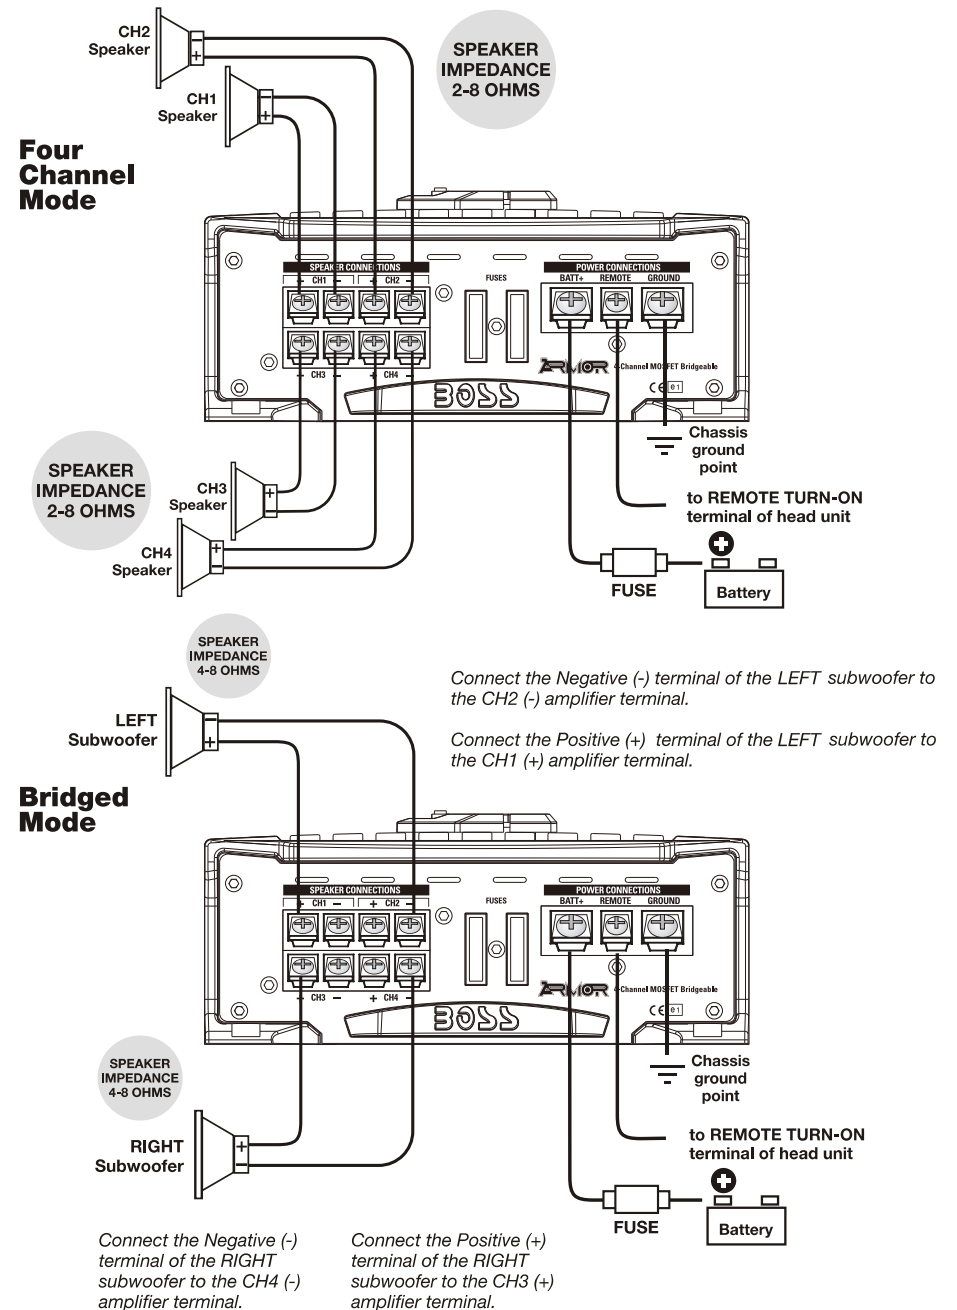 CH2
Speaker
SPEAKER
IMPEDANCE
2-8 OHMS
CH1
Speaker
Four
Channel
Mode
SPEAKER CONNECTIONS
+ CH1 − + CH2 −
FUSES
POWER CONNECTIONS
BATT+ REMOTE GROUND
+ CH3 − + CH4 −
ARMOR 4-Channel MOSFET Bridgeable
CE e1
BOSS
Chassis
ground
point
SPEAKER
IMPEDANCE
2-8 OHMS
CH3
Speaker
to REMOTE TURN-ON
terminal of head unit
CH4
Speaker
FUSE
Battery
SPEAKER
IMPEDANCE
4-8 OHMS
Connect the Negative (-) terminal of the LEFT subwoofer to
the CH2 (-) amplifier terminal.
LEFT
Subwoofer
Connect the Positive (+) terminal of the LEFT subwoofer to
the CH1 (+) amplifier terminal.
Bridged
Mode
SPEAKER CONNECTIONS
+ CH1 − + CH2 −
FUSES
POWER CONNECTIONS
BATT+ REMOTE GROUND
+ CH3 − + CH4 −
ARMOR 4-Channel MOSFET Bridgeable
CE e1
BOSS
SPEAKER
IMPEDANCE
4-8 OHMS
Chassis
ground
point
RIGHT
Subwoofer
to REMOTE TURN-ON
terminal of head unit
FUSE
Battery
Connect the Negative (-)
terminal of the RIGHT
subwoofer to the CH4 (-)
amplifier terminal.
Connect the Positive (+)
terminal of the RIGHT
subwoofer to the CH3 (+)
amplifier terminal.